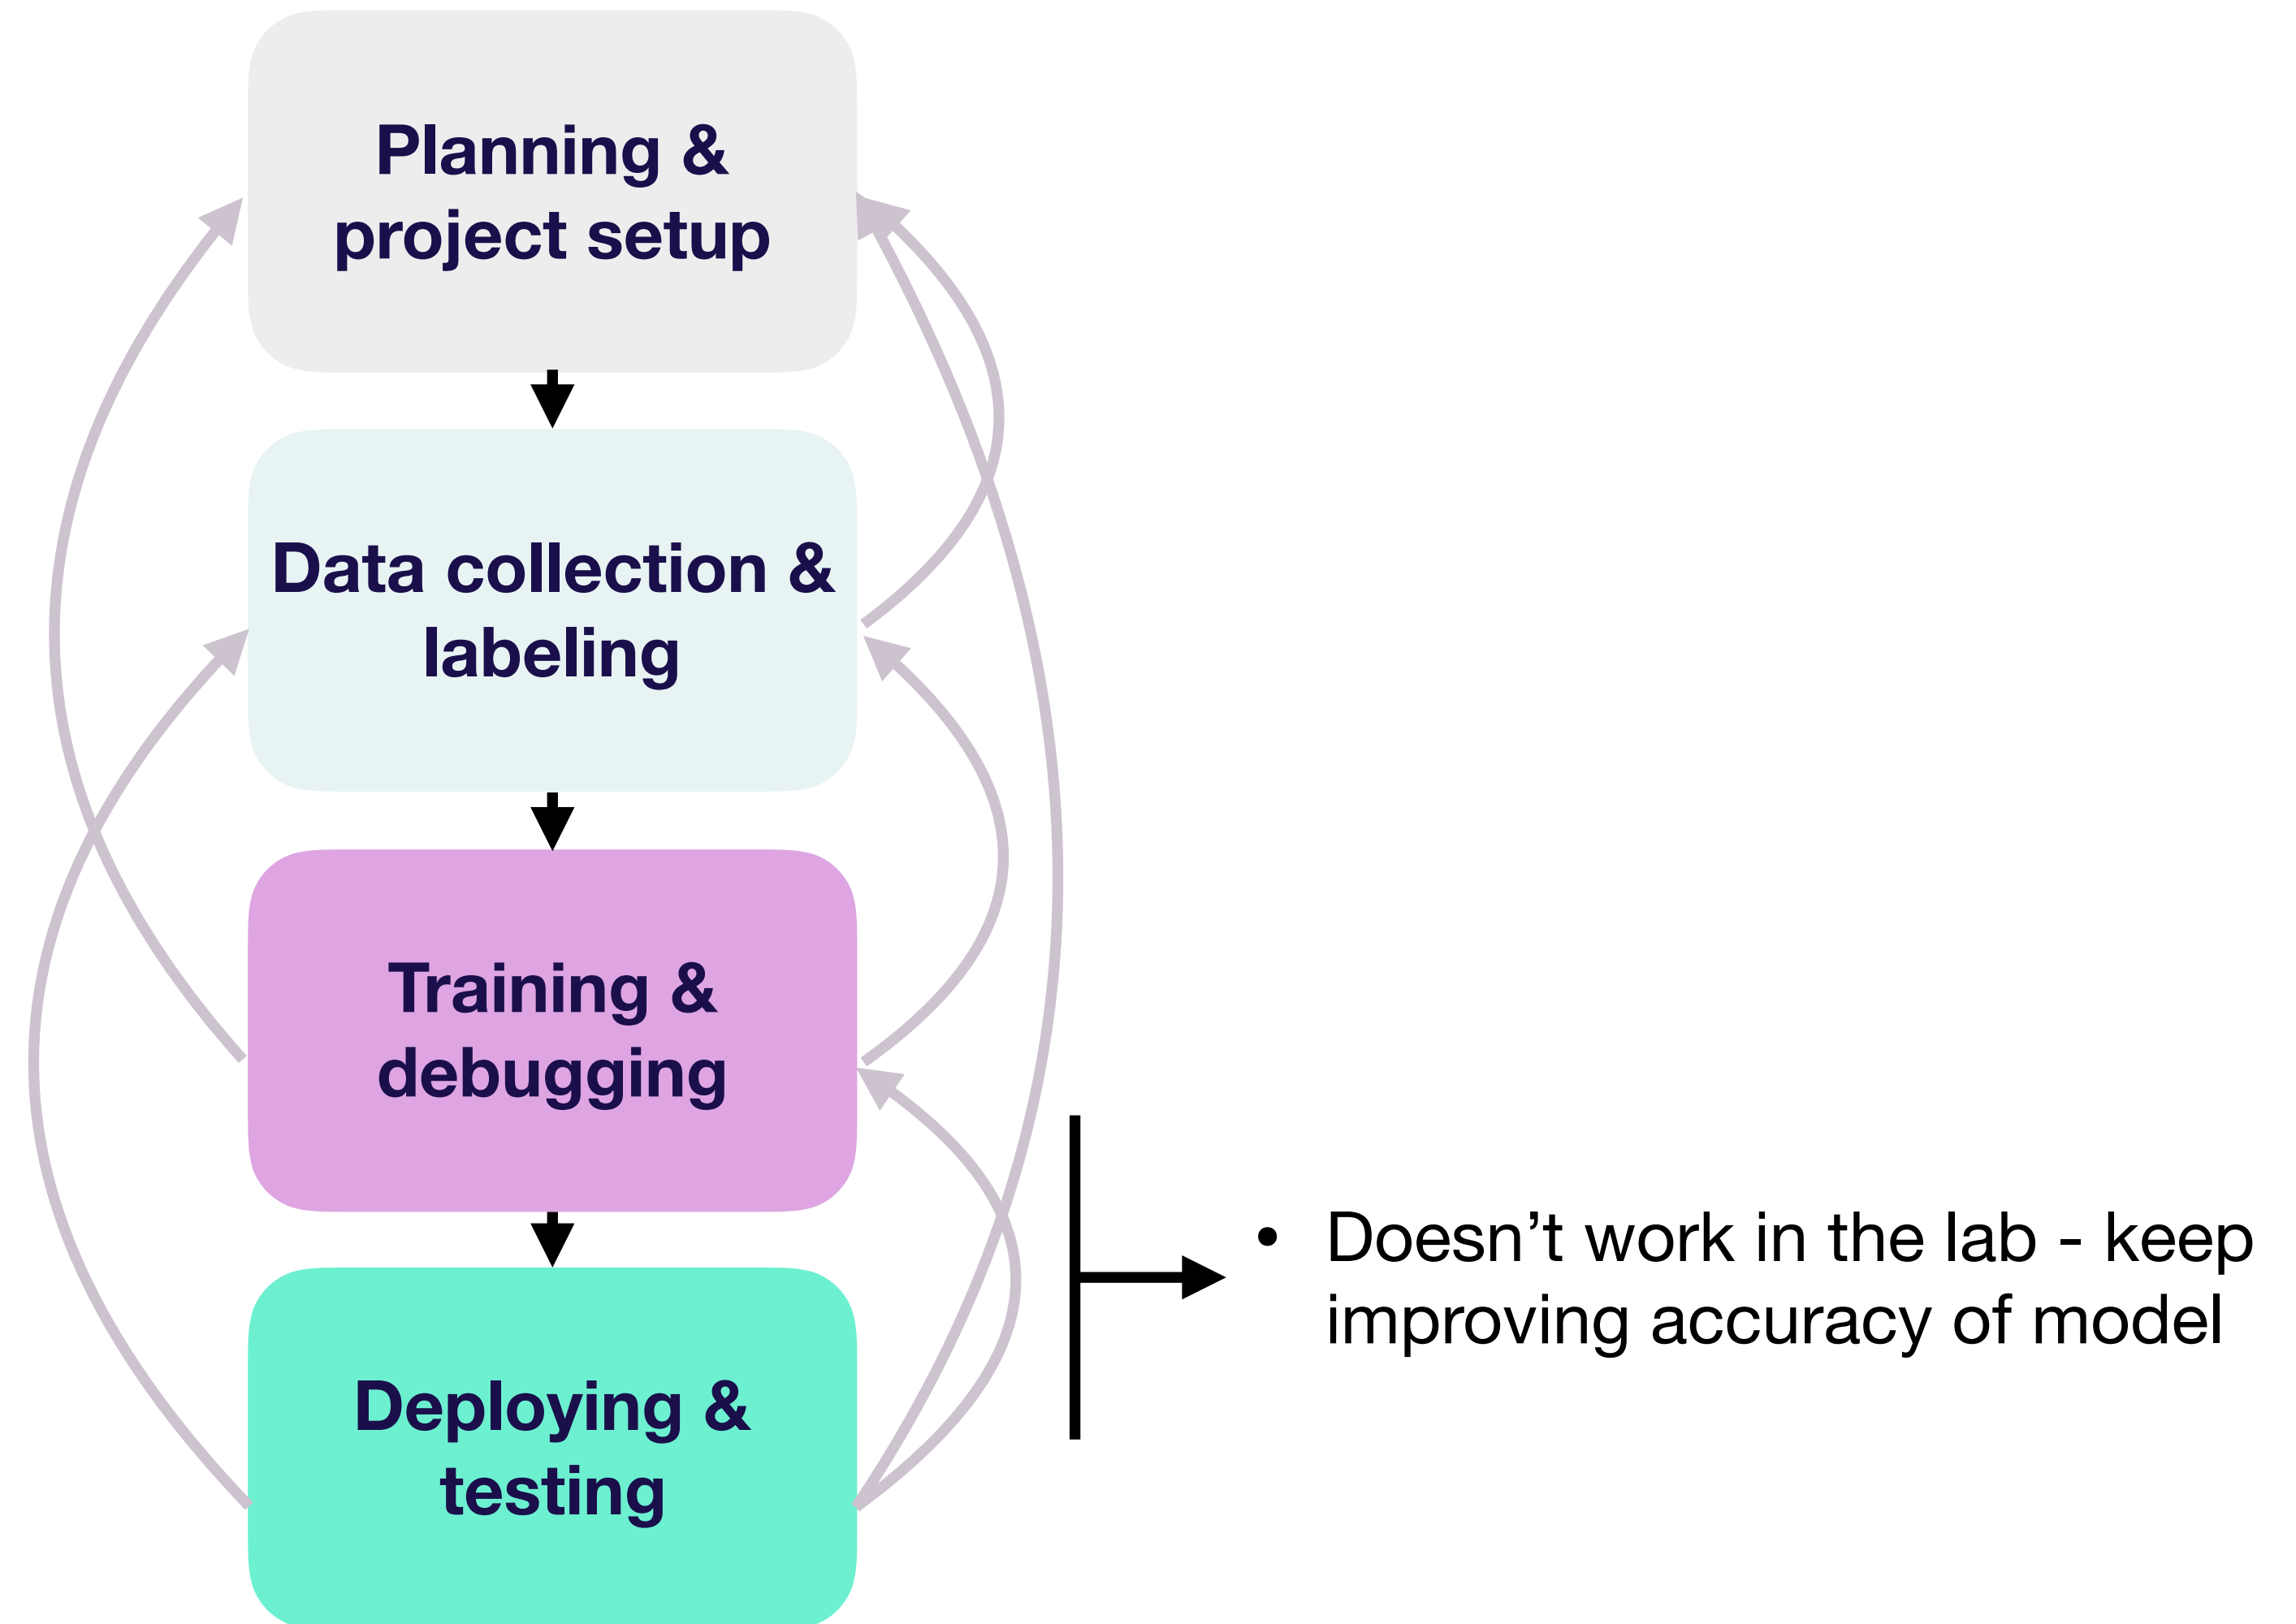 Planning &
project setup
Data collection &
labeling
Training &
debugging
Deploying &
testing
• Doesn’t work in the lab - keep
improving accuracy of model